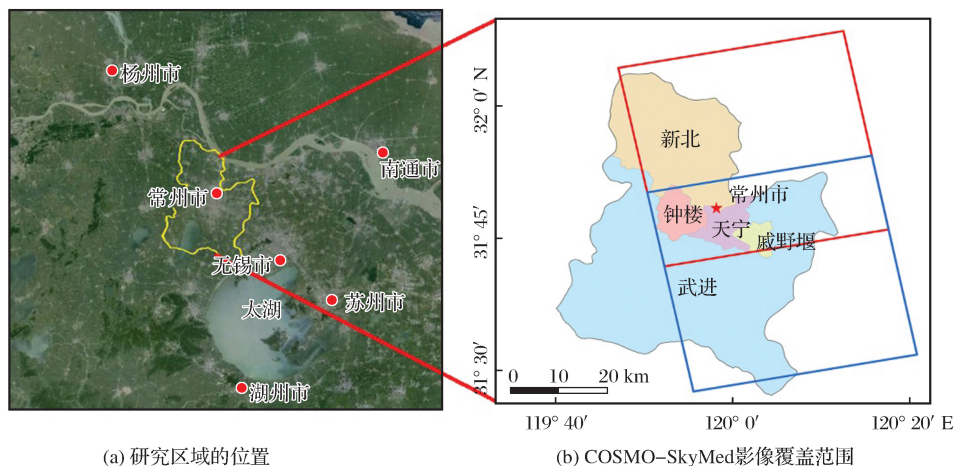 杨州市
南通市
常州市
无锡市
苏州市
太湖
湖州市
(a) 研究区域的位置
32° 0′ N
31° 45′
31° 30′
新北
常州市
钟楼
天宁
戚野堰
武进
0 10 20 km
119° 40′ 120° 0′ 120° 20′ E
(b) COSMO-SkyMed影像覆盖范围